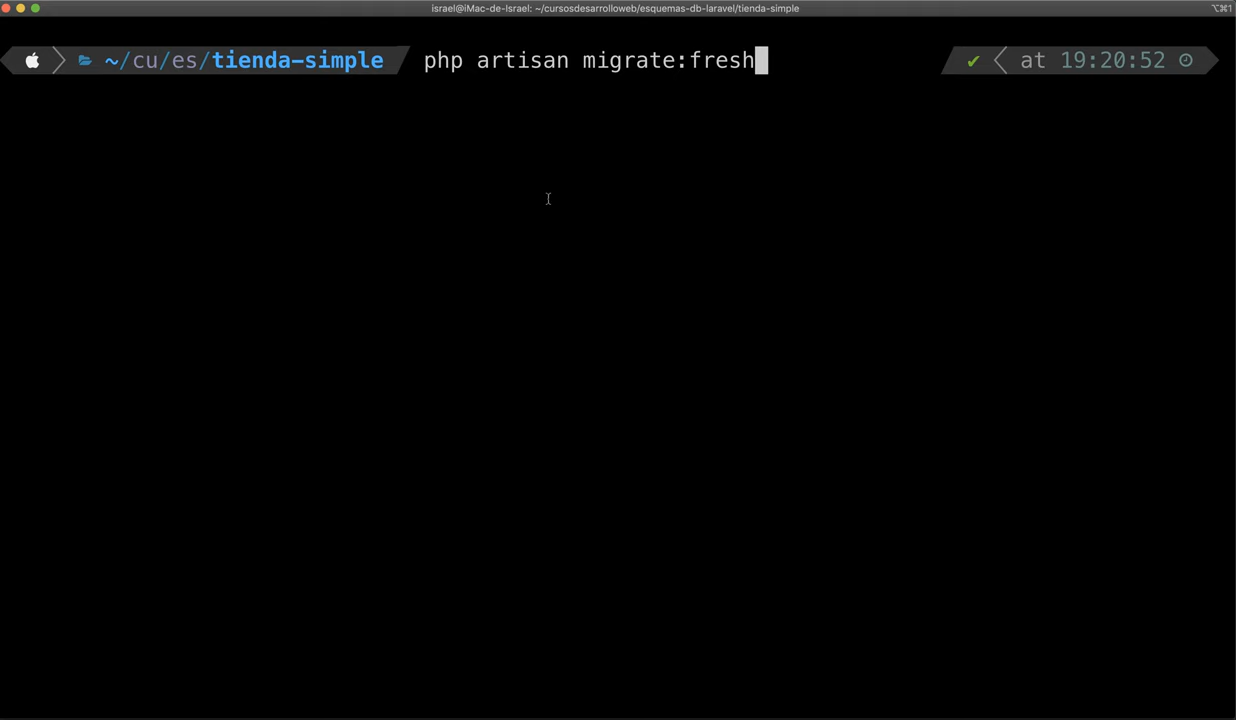 israel@iMac-de-Israel: ~/cursosdesarrolloweb/esquemas-db-laravel/tienda-simple
⌥⌘1
~/cu/es/tienda-simple php artisan migrate:fresh ✔ at 19:20:52